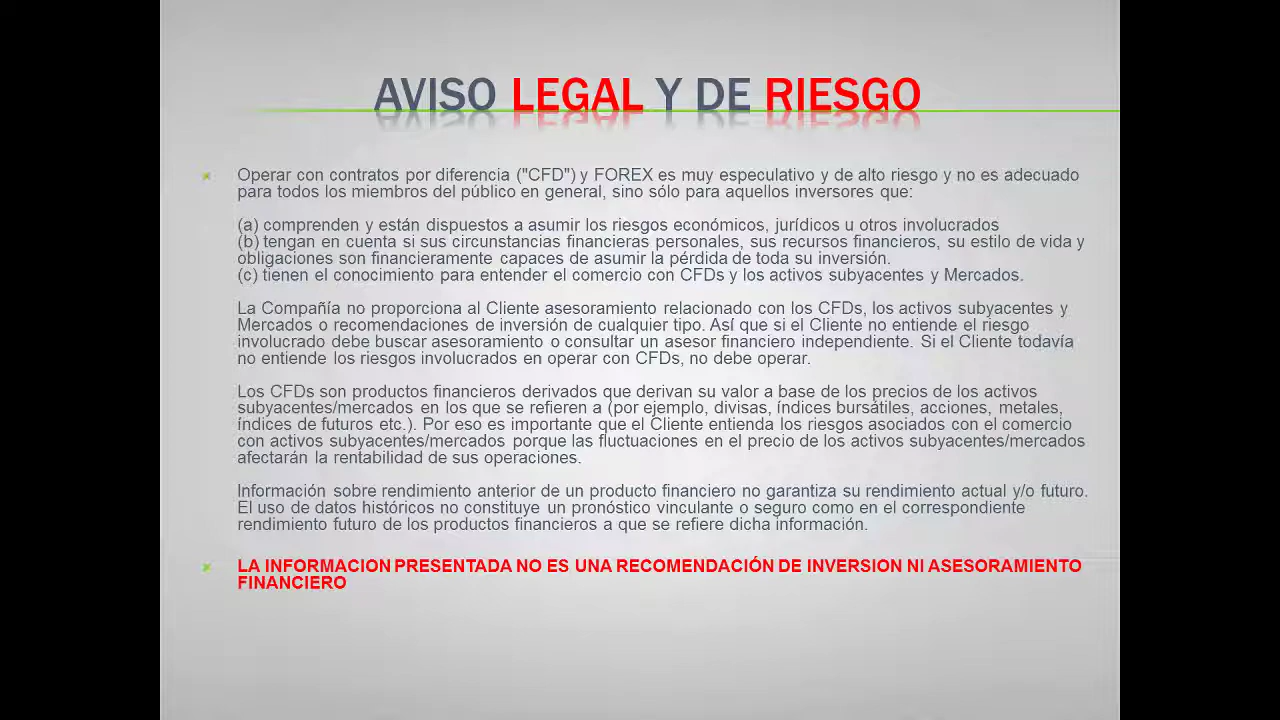 AVISO LEGAL Y DE RIESGO
Operar con contratos por diferencia ("CFD") y FOREX es muy especulativo y de alto riesgo y no es adecuado
para todos los miembros del público en general, sino sólo para aquellos inversores que:
(a) comprenden y están dispuestos a asumir los riesgos económicos, jurídicos u otros involucrados
(b) tengan en cuenta si sus circunstancias financieras personales, sus recursos financieros, su estilo de vida y
obligaciones son financieramente capaces de asumir la pérdida de toda su inversión.
(c) tienen el conocimiento para entender el comercio con CFDs y los activos subyacentes y Mercados.
La Compañía no proporciona al Cliente asesoramiento relacionado con los CFDs, los activos subyacentes y
Mercados o recomendaciones de inversión de cualquier tipo. Así que si el Cliente no entiende el riesgo
involucrado debe buscar asesoramiento o consultar un asesor financiero independiente. Si el Cliente todavía
no entiende los riesgos involucrados en operar con CFDs, no debe operar.
Los CFDs son productos financieros derivados que derivan su valor a base de los precios de los activos
subyacentes/mercados en los que se refieren a (por ejemplo, divisas, índices bursátiles, acciones, metales,
índices de futuros etc.). Por eso es importante que el Cliente entienda los riesgos asociados con el comercio
con activos subyacentes/mercados porque las fluctuaciones en el precio de los activos subyacentes/mercados
afectarán la rentabilidad de sus operaciones.
Información sobre rendimiento anterior de un producto financiero no garantiza su rendimiento actual y/o futuro.
El uso de datos históricos no constituye un pronóstico vinculante o seguro como en el correspondiente
rendimiento futuro de los productos financieros a que se refiere dicha información.
LA INFORMACION PRESENTADA NO ES UNA RECOMENDACIÓN DE INVERSION NI ASESORAMIENTO
FINANCIERO